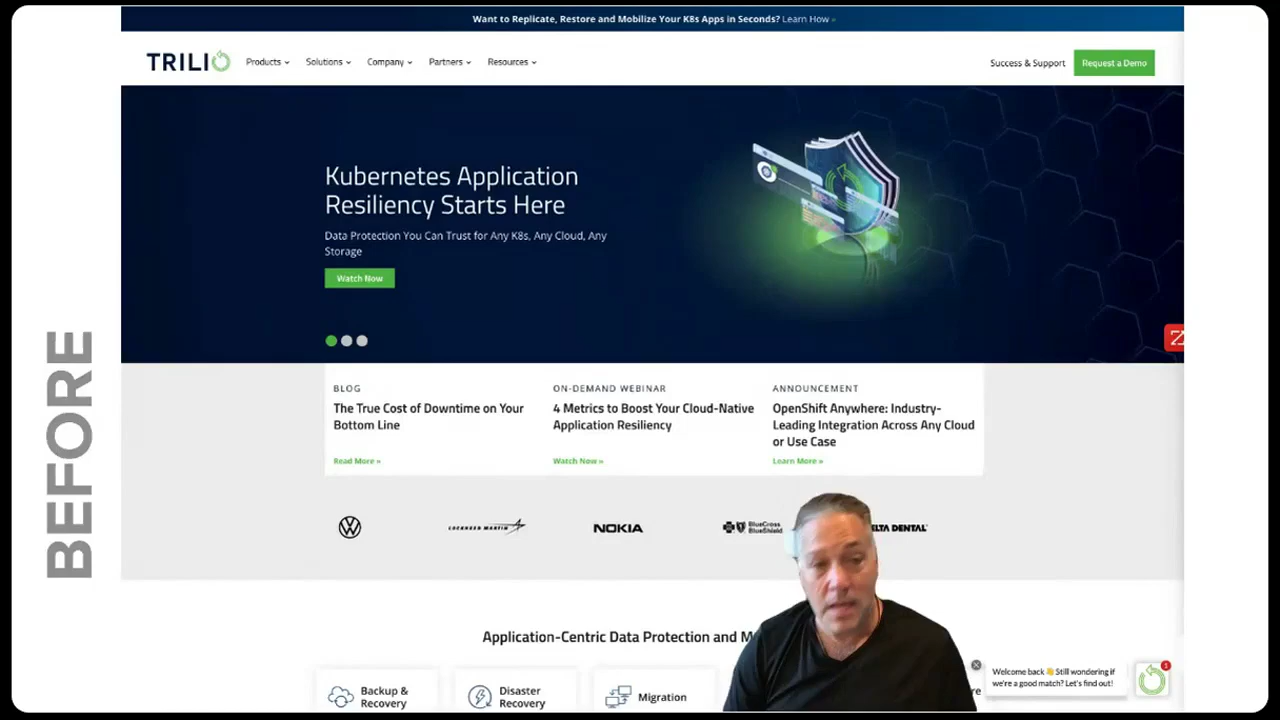 Want to Replicate, Restore and Mobilize Your K8s Apps in Seconds? Learn How »
TRILIO
Products
Solutions
Company
Partners
Resources
Success & Support
Request a Demo
Kubernetes Application
Resiliency Starts Here
Data Protection You Can Trust for Any K8s, Any Cloud, Any
Storage
Watch Now
BEFORE
BLOG
The True Cost of Downtime on Your
Bottom Line
Read More »
ON-DEMAND WEBINAR
4 Metrics to Boost Your Cloud-Native
Application Resiliency
Watch Now »
ANNOUNCEMENT
OpenShift Anywhere: Industry-
Leading Integration Across Any Cloud
or Use Case
Learn More »
LOCKHEED MARTIN
NOKIA
BlueCross
BlueShield
DENTAL
Application-Centric Data Protection and
Backup &
Recovery
Disaster
Recovery
Migration
Welcome back 👋 Still wondering if
we're a good match? Let's find out!
1